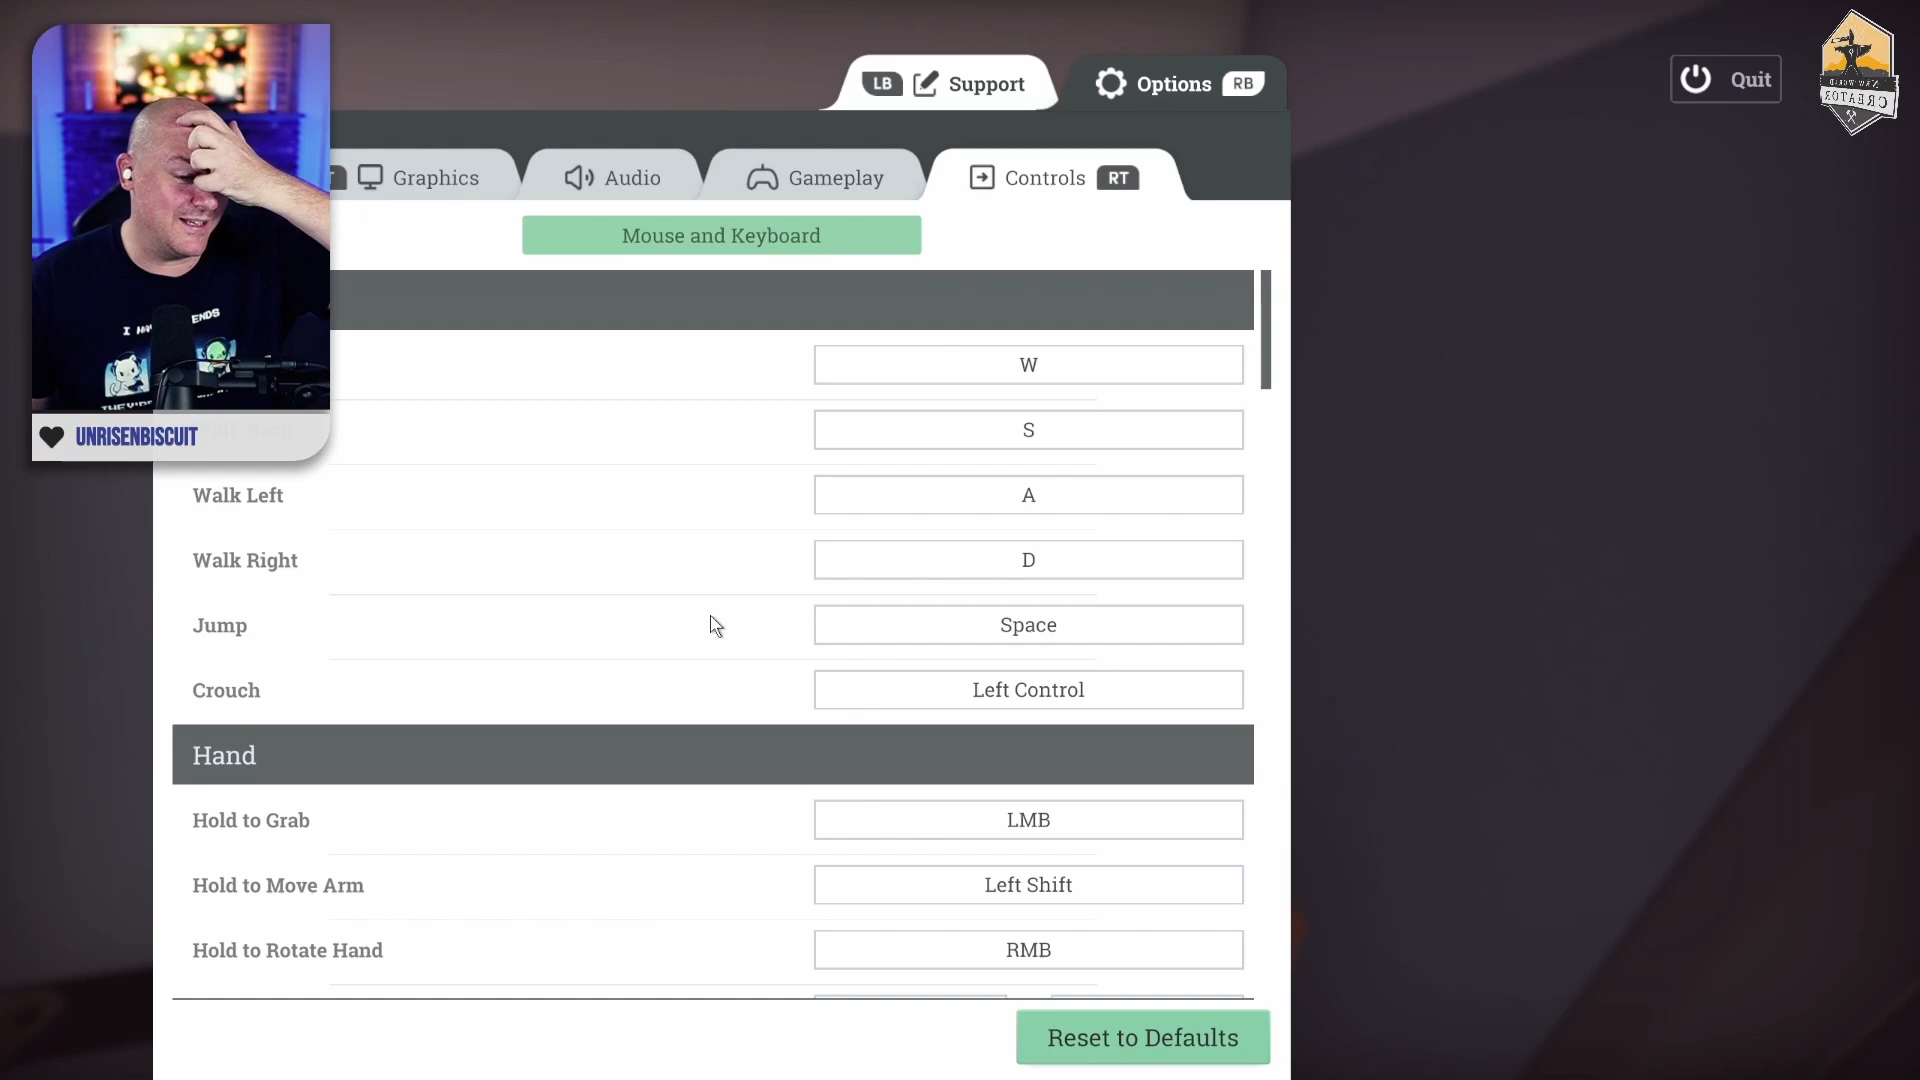 LB Support
Options RB
Quit
Graphics
Audio
Gameplay
Controls RT
Mouse and Keyboard
W
S
Walk Left
A
Walk Right
D
Jump
Space
Crouch
Left Control
Hand
Hold to Grab
LMB
Hold to Move Arm
Left Shift
Hold to Rotate Hand
RMB
Reset to Defaults
UNRISENBISCUIT
I
ENDS
CREATOR